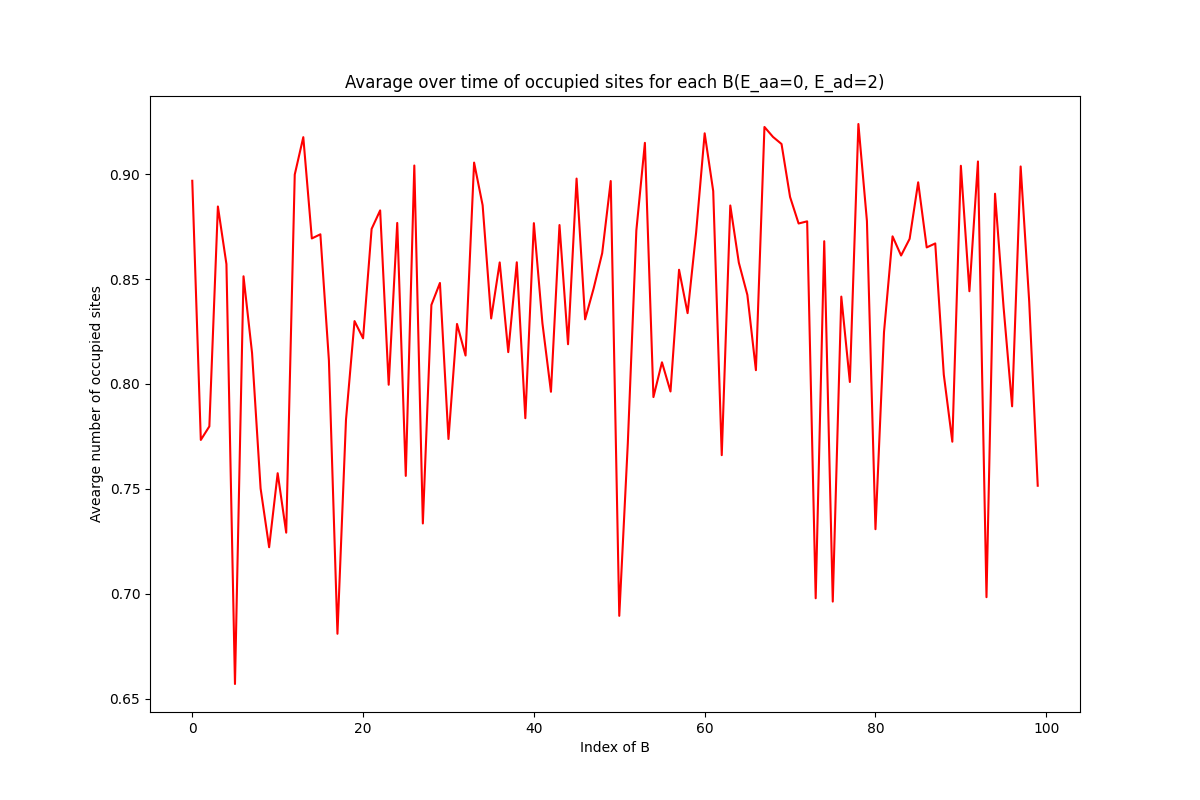 Avarage over time of occupied sites for each B(E_aa=0, E_ad=2)
0.90
0.85
0.80
0.75
0.70
0.65
Avearge number of occupied sites
0 20 40 60 80 100
Index of B